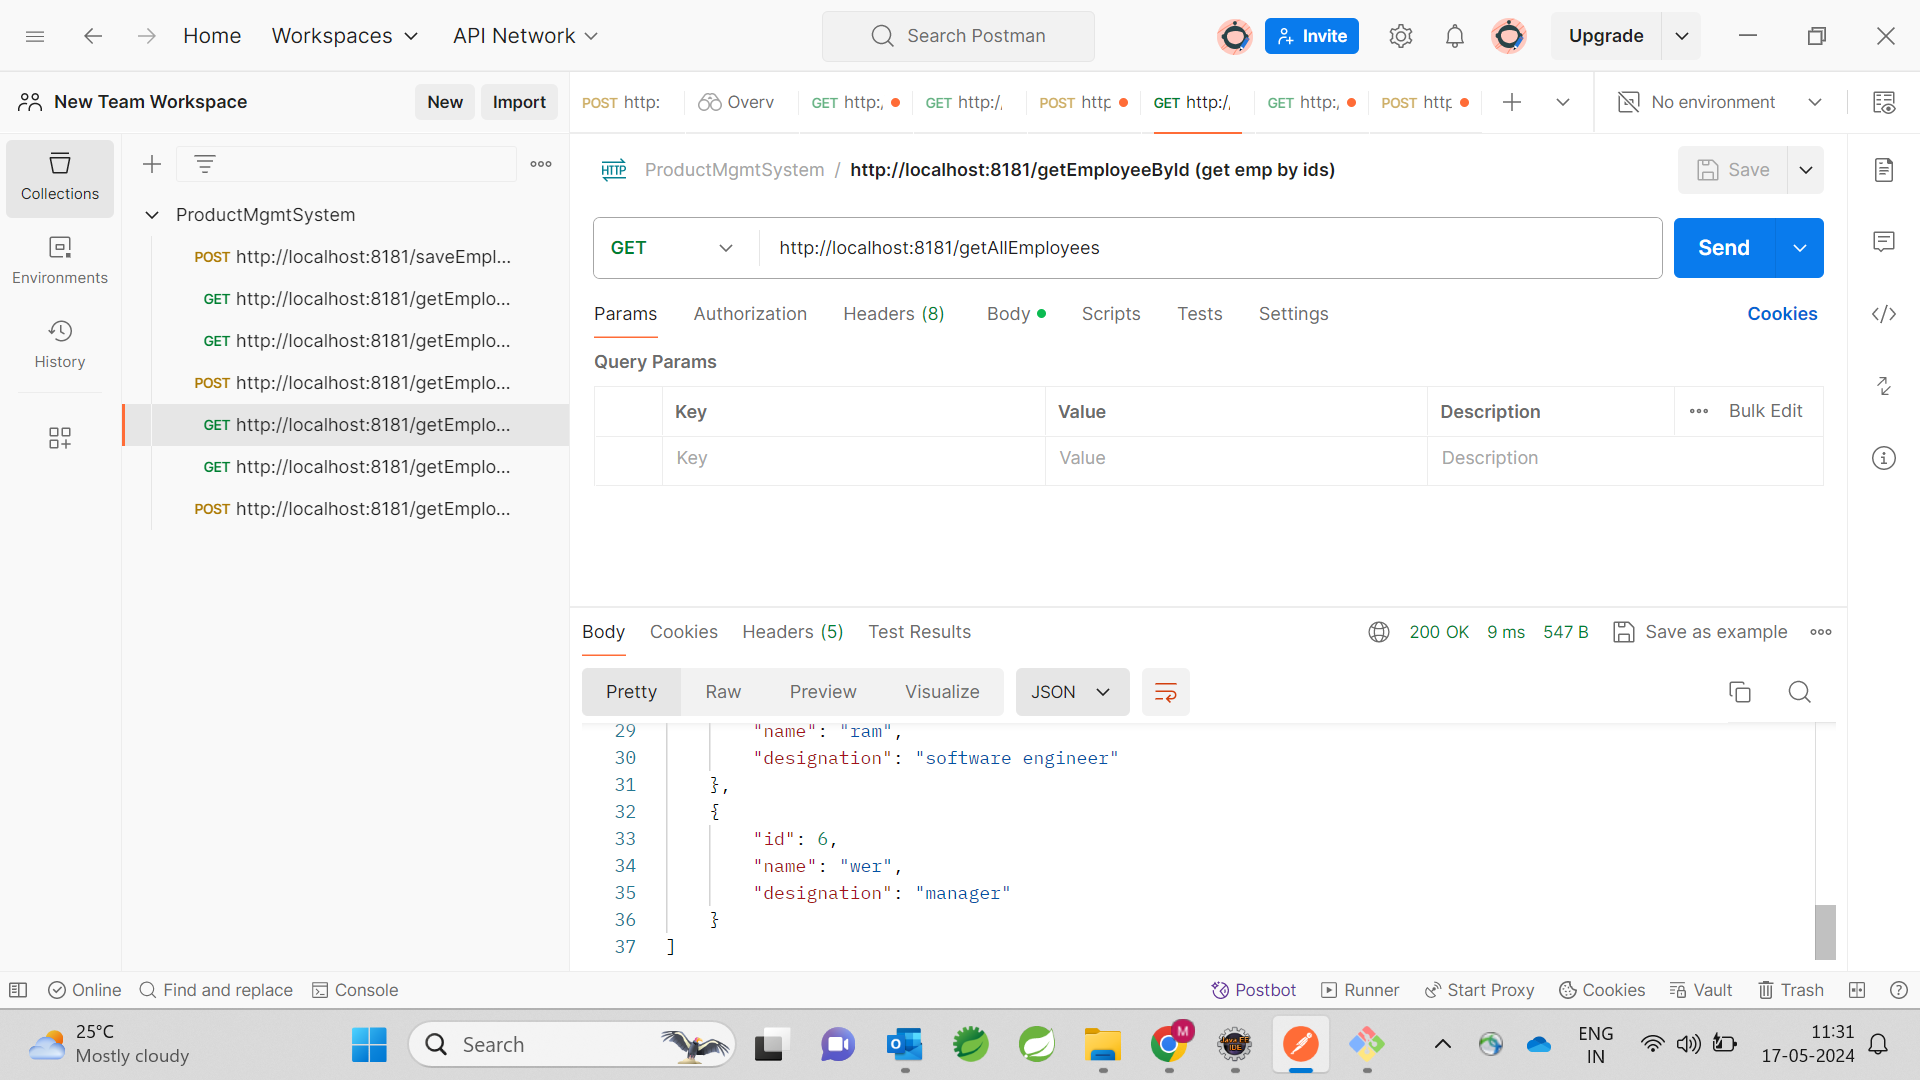 Home
Workspaces
API Network
Search Postman
Invite
Upgrade
New Team Workspace
New
Import
POST http:
Overv
GET http:,
GET http:/,
POST http
GET http:/,
GET http:,
POST http
No environment
Collections
Environments
History
ProductMgmtSystem
POST http://localhost:8181/saveEmpl...
GET http://localhost:8181/getEmplo...
GET http://localhost:8181/getEmplo...
POST http://localhost:8181/getEmplo...
GET http://localhost:8181/getEmplo...
GET http://localhost:8181/getEmplo...
POST http://localhost:8181/getEmplo...
HTTP ProductMgmtSystem / http://localhost:8181/getEmployeeById (get emp by ids)
Save
GET http://localhost:8181/getAllEmployees
Send
Params Authorization Headers (8) Body Scripts Tests Settings
Cookies
Query Params
Key Value Description Bulk Edit
Key Value Description
Body Cookies Headers (5) Test Results
200 OK 9 ms 547 B Save as example
Pretty Raw Preview Visualize JSON
29 "name": "ram",
30 "designation": "software engineer"
31 },
32 {
33 "id": 6,
34 "name": "wer",
35 "designation": "manager"
36 }
37 ]
Online Find and replace Console
Postbot Runner Start Proxy Cookies Vault Trash
25°C
Mostly cloudy
Search
M
Java EE
IDE
ENG
IN
11:31
17-05-2024